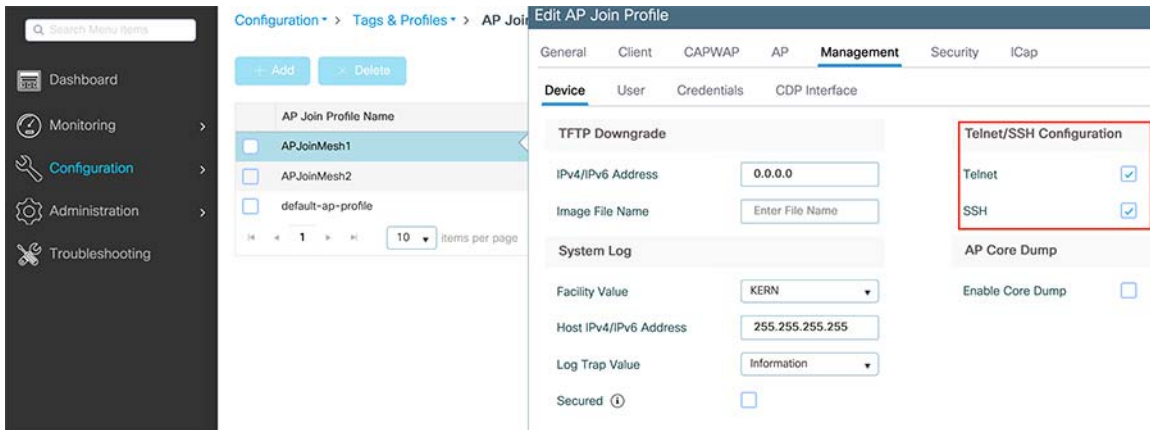 Search Menu Items
Dashboard
Monitoring
Configuration
Administration
Troubleshooting
Configuration > Tags & Profiles > AP Joi
+ Add
× Delete
AP Join Profile Name
APJoinMesh1
APJoinMesh2
default-ap-profile
1
10
items per page
Edit AP Join Profile
General Client CAPWAP AP Management Security ICap
Device User Credentials CDP Interface
TFTP Downgrade
IPv4/IPv6 Address 0.0.0.0
Image File Name Enter File Name
System Log
Facility Value KERN
Host IPv4/IPv6 Address 255.255.255.255
Log Trap Value Information
Secured
Telnet/SSH Configuration
Telnet
SSH
AP Core Dump
Enable Core Dump